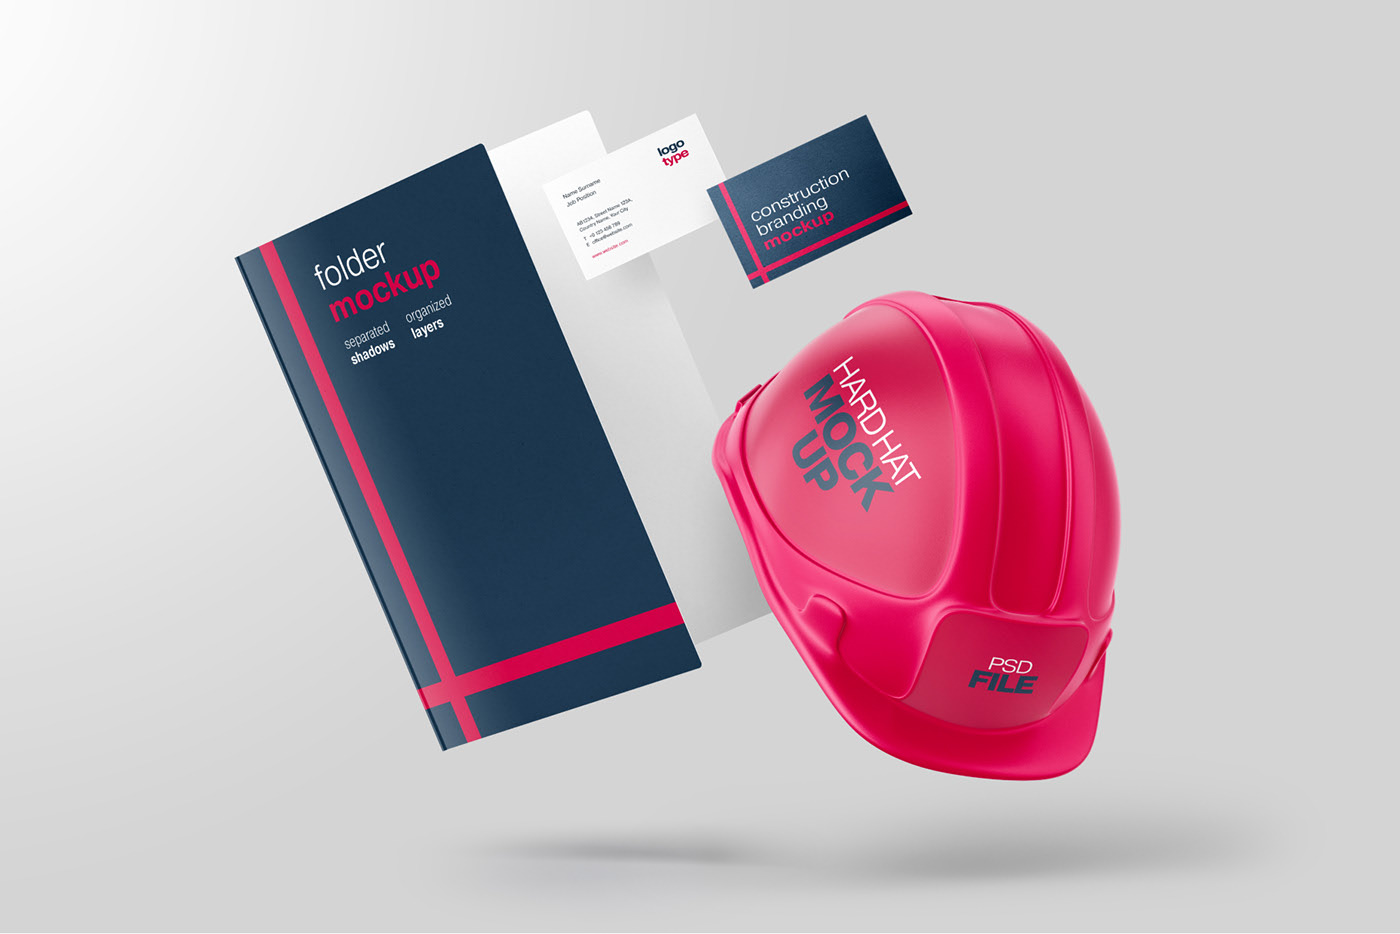 folder
mockup
separated organized
shadows layers
logo
type
Name Surname
Job Position
AB1234, Street Name 123A,
Country Name, Your City
T +0 123 456 789
E office@website.com
www.website.com
construction
branding
mockup
HARD HAT
MOCK
UP
PSD
FILE